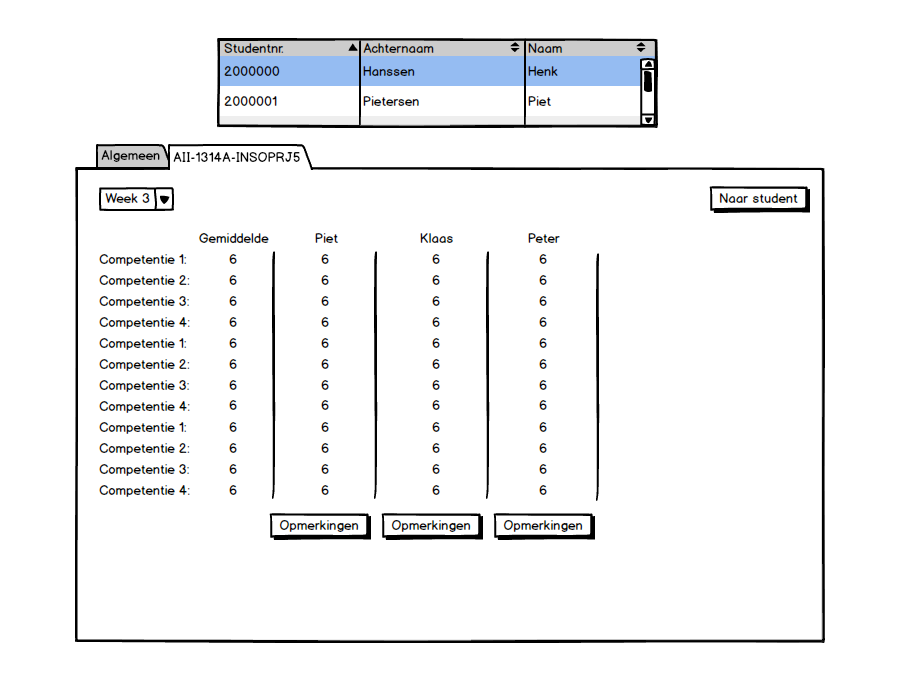 Studentnr. Achternaam Naam
2000000 Hanssen Henk
2000001 Pietersen Piet
Algemeen AII-1314A-INSOPRJ5
Week 3 Naar student
Gemiddelde Piet Klaas Peter
Competentie 1: 6 6 6 6
Competentie 2: 6 6 6 6
Competentie 3: 6 6 6 6
Competentie 4: 6 6 6 6
Competentie 1: 6 6 6 6
Competentie 2: 6 6 6 6
Competentie 3: 6 6 6 6
Competentie 4: 6 6 6 6
Competentie 1: 6 6 6 6
Competentie 2: 6 6 6 6
Competentie 3: 6 6 6 6
Competentie 4: 6 6 6 6
Opmerkingen Opmerkingen Opmerkingen